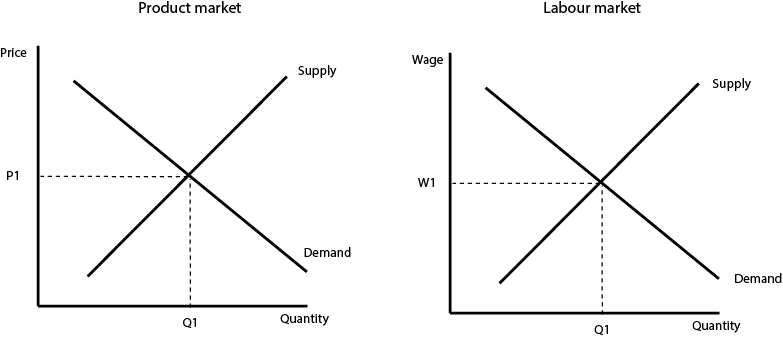 Product market
Price
Supply
P1
Demand
Q1
Quantity
Labour market
Wage
Supply
W1
Demand
Q1
Quantity